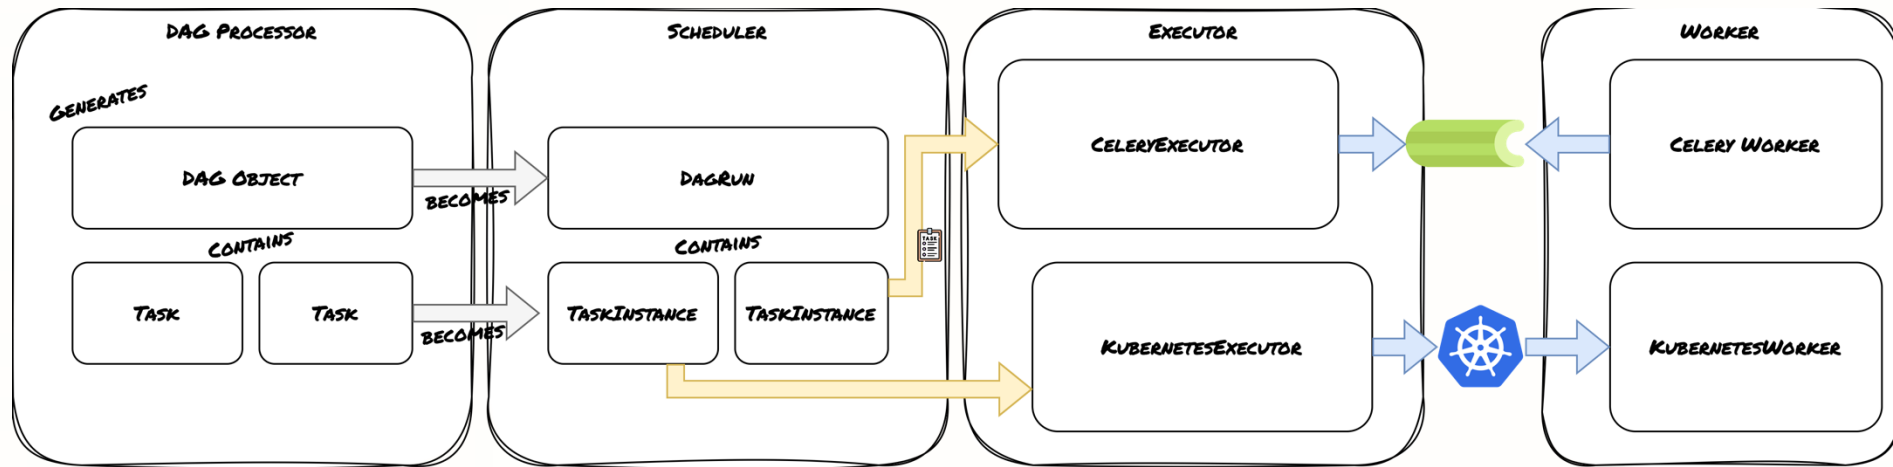 DAG Processor
Generates
DAG Object
becomes
Contains
Task
Task
becomes
Scheduler
DagRun
Contains
TaskInstance
TaskInstance
TASK
Executor
CeleryExecutor
KubernetesExecutor
Worker
Celery Worker
KubernetesWorker